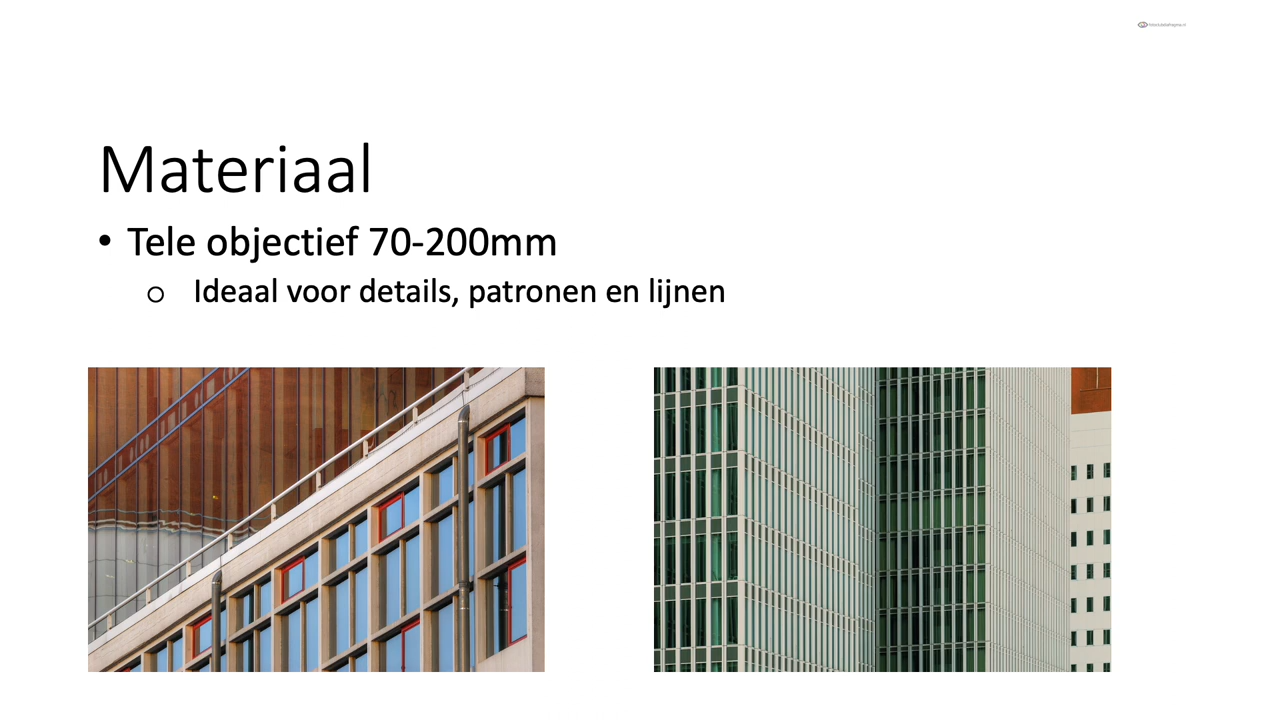 Materiaal
• Tele objectief 70-200mm
o Ideaal voor details, patronen en lijnen